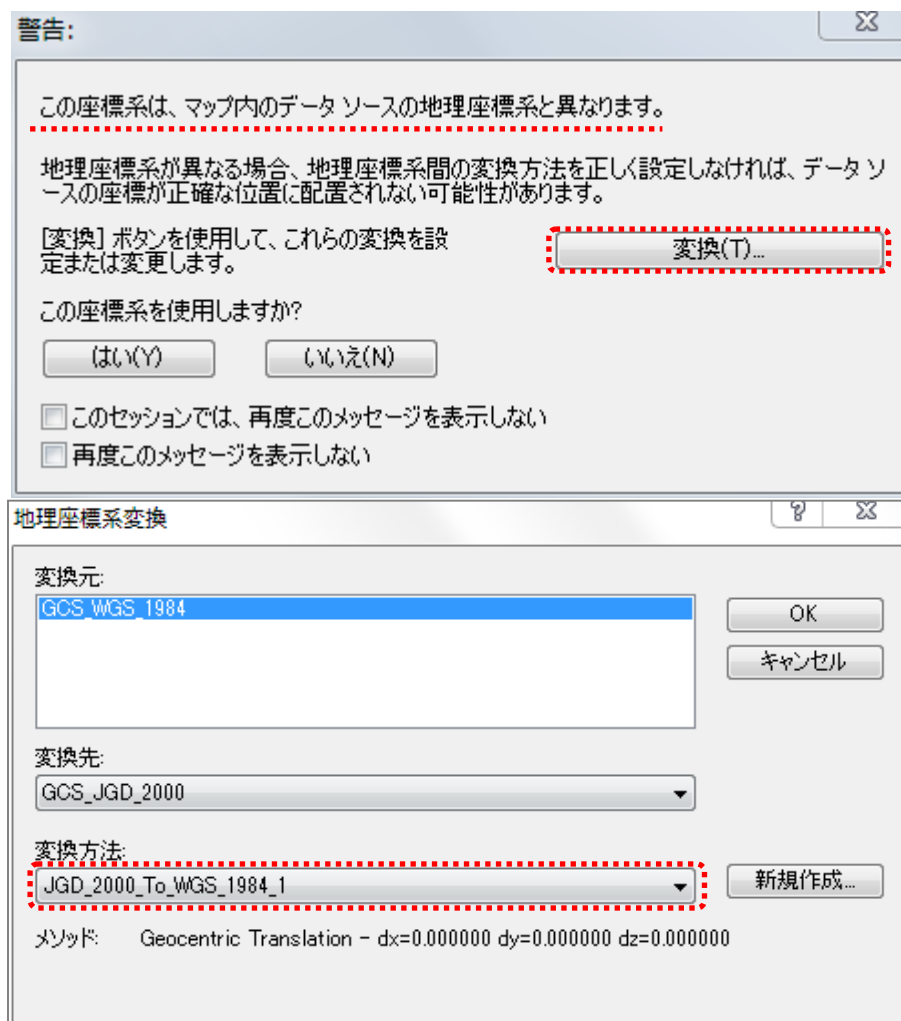 警告:
この座標系は、マップ内のデータ ソースの地理座標系と異なります。
地理座標系が異なる場合、地理座標系間の変換方法を正しく設定しなければ、データ ソ
ースの座標が正確な位置に配置されない可能性があります。
[変換] ボタンを使用して、これらの変換を設
定または変更します。
変換(T)...
この座標系を使用しますか?
はい(Y)
いいえ(N)
このセッションでは、再度このメッセージを表示しない
再度このメッセージを表示しない
地理座標系変換
?
変換元:
GCS_WGS_1984
OK
キャンセル
変換先:
GCS_JGD_2000
変換方法:
JGD_2000_To_WGS_1984_1
新規作成...
メソッド: Geocentric Translation - dx=0.000000 dy=0.000000 dz=0.000000